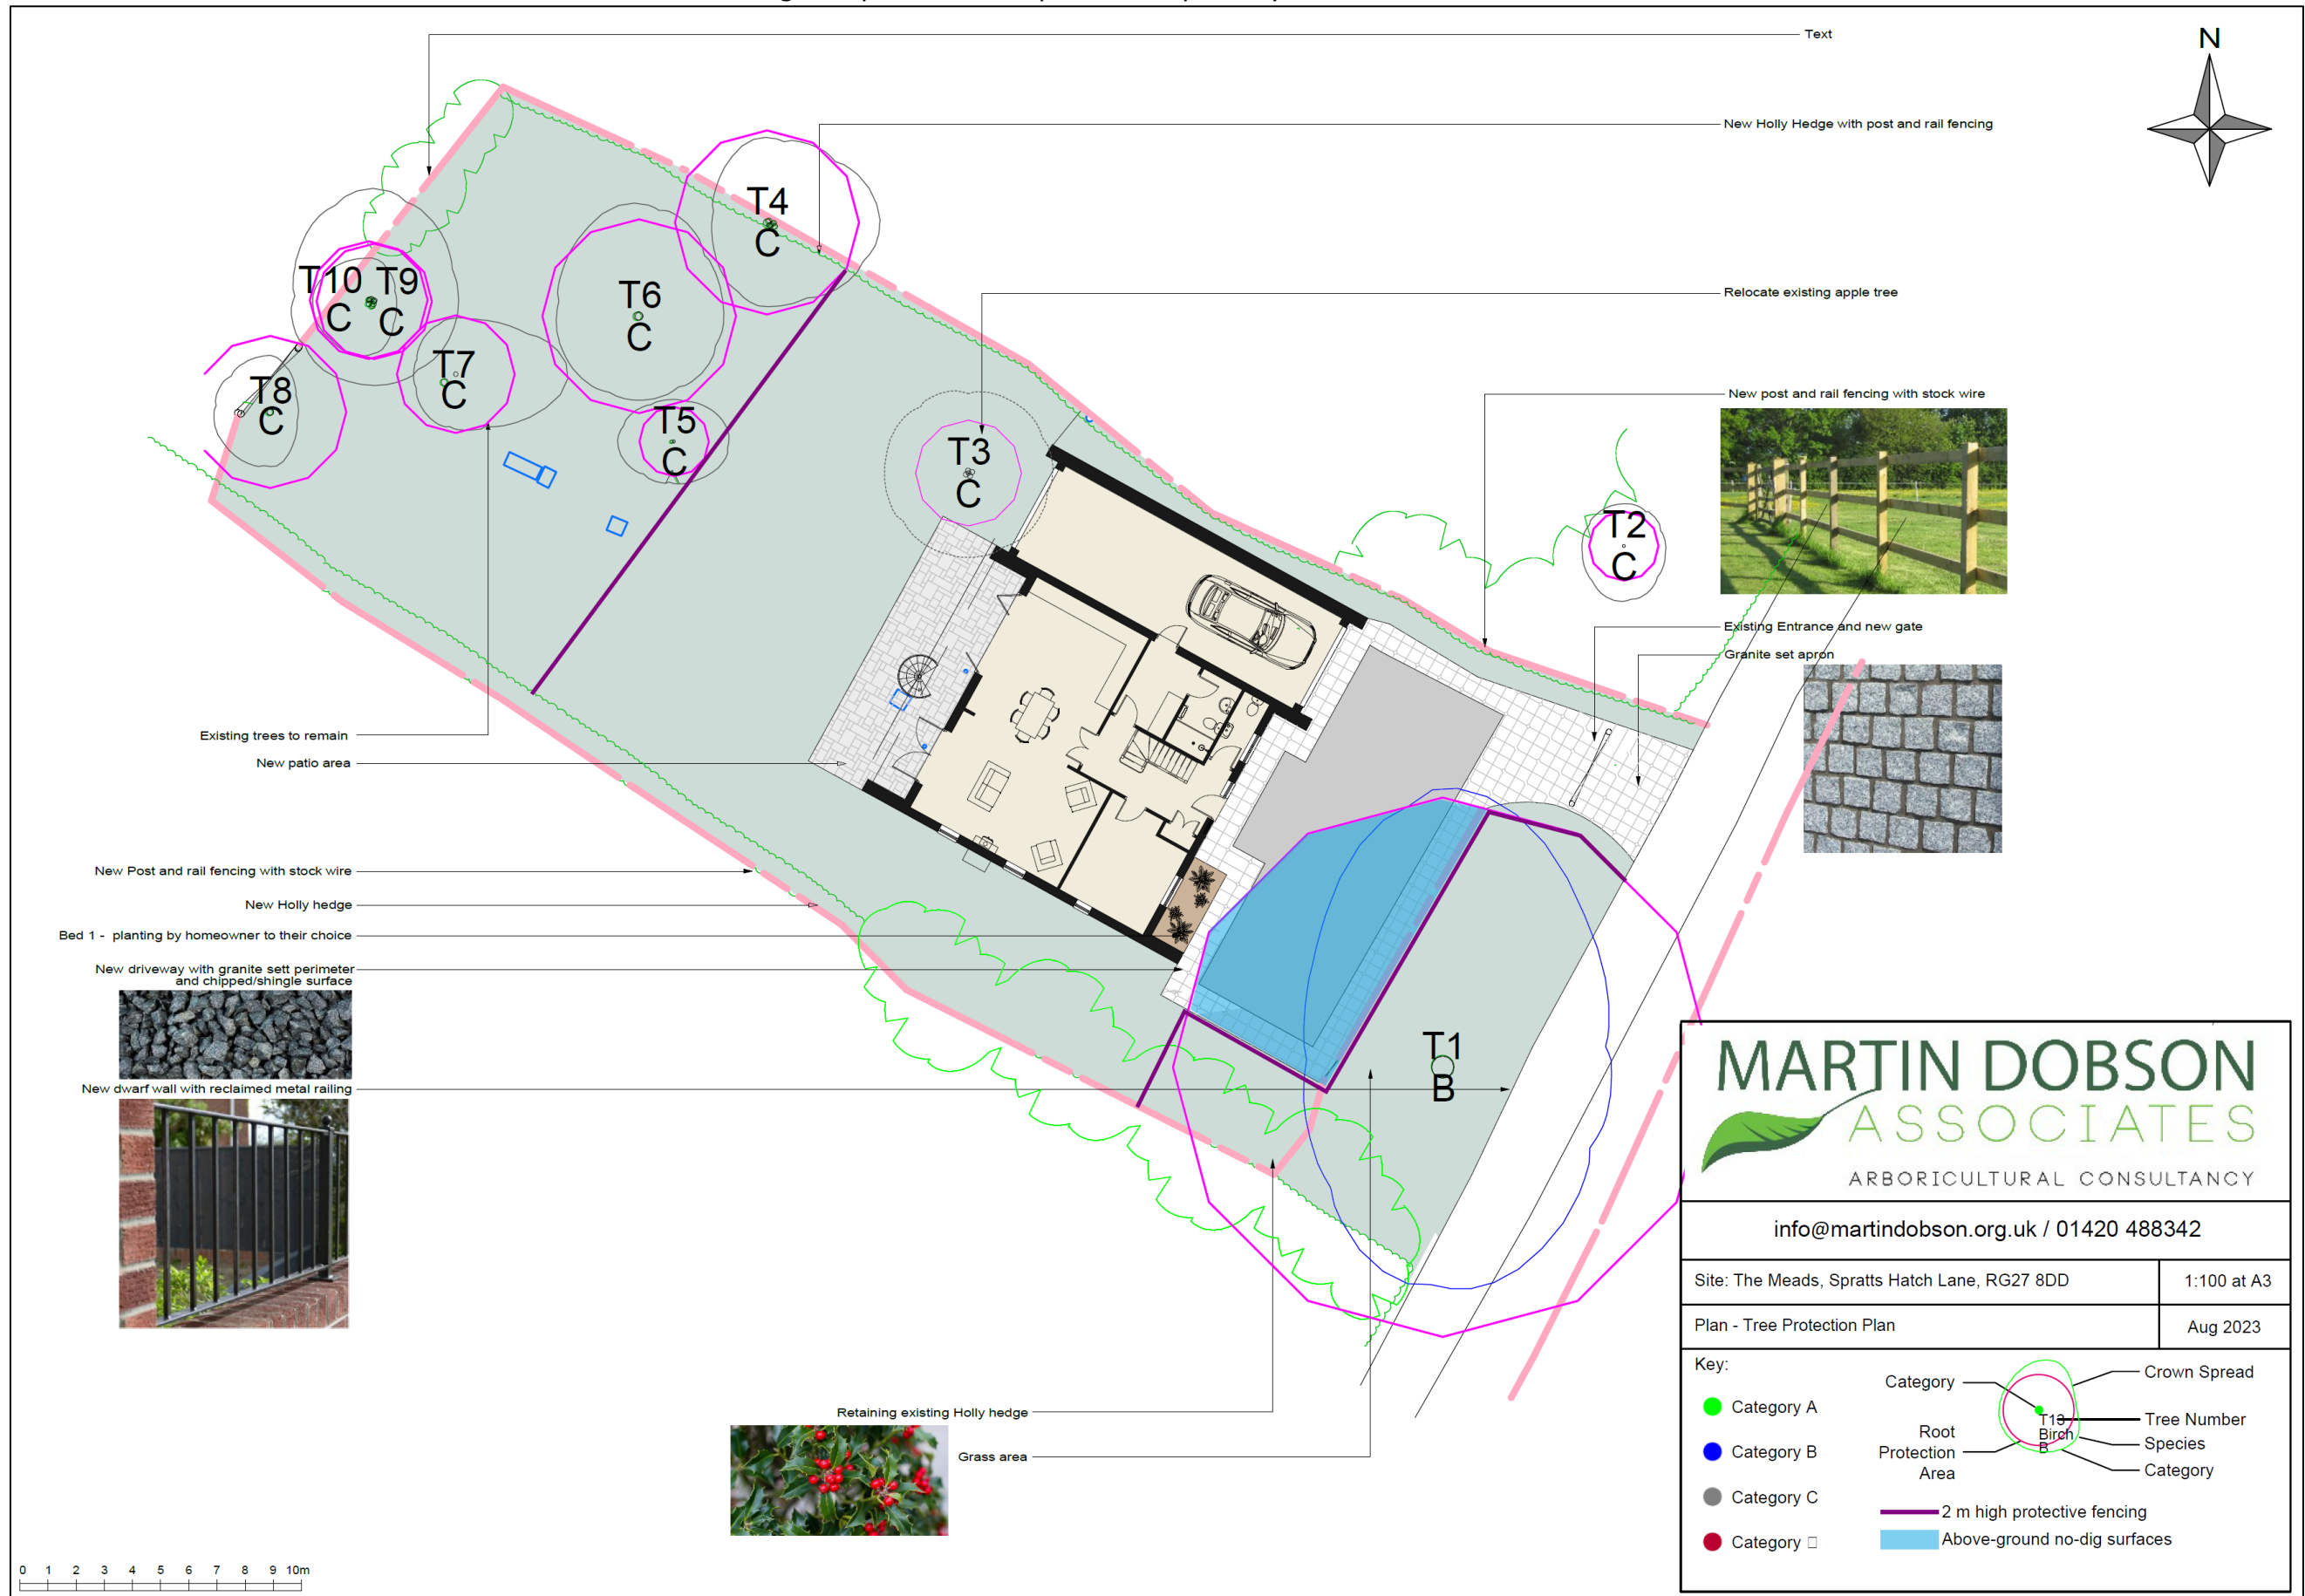 Text
N
New Holly Hedge with post and rail fencing
T4
C
T10
C
T9
C
T6
C
Relocate existing apple tree
T7
C
T8
C
T5
C
T3
C
New post and rail fencing with stock wire
T2
C
Existing Entrance and new gate
Granite set apron
Existing trees to remain
New patio area
New Post and rail fencing with stock wire
New Holly hedge
Bed 1 - planting by homeowner to their choice
New driveway with granite sett perimeter
and chipped/shingle surface
New dwarf wall with reclaimed metal railing
T1
B
Retaining existing Holly hedge
Grass area
MARTIN DOBSON
ASSOCIATES
ARBORICULTURAL CONSULTANCY
info@martindobson.org.uk / 01420 488342
Site: The Meads, Spratts Hatch Lane, RG27 8DD
1:100 at A3
Plan - Tree Protection Plan
Aug 2023
Key:
Category A
Category B
Category C
Category
Category
Root
Protection
Area
T13
Birch
B
Crown Spread
Tree Number
Species
Category
2 m high protective fencing
Above-ground no-dig surfaces
0 1 2 3 4 5 6 7 8 9 10m